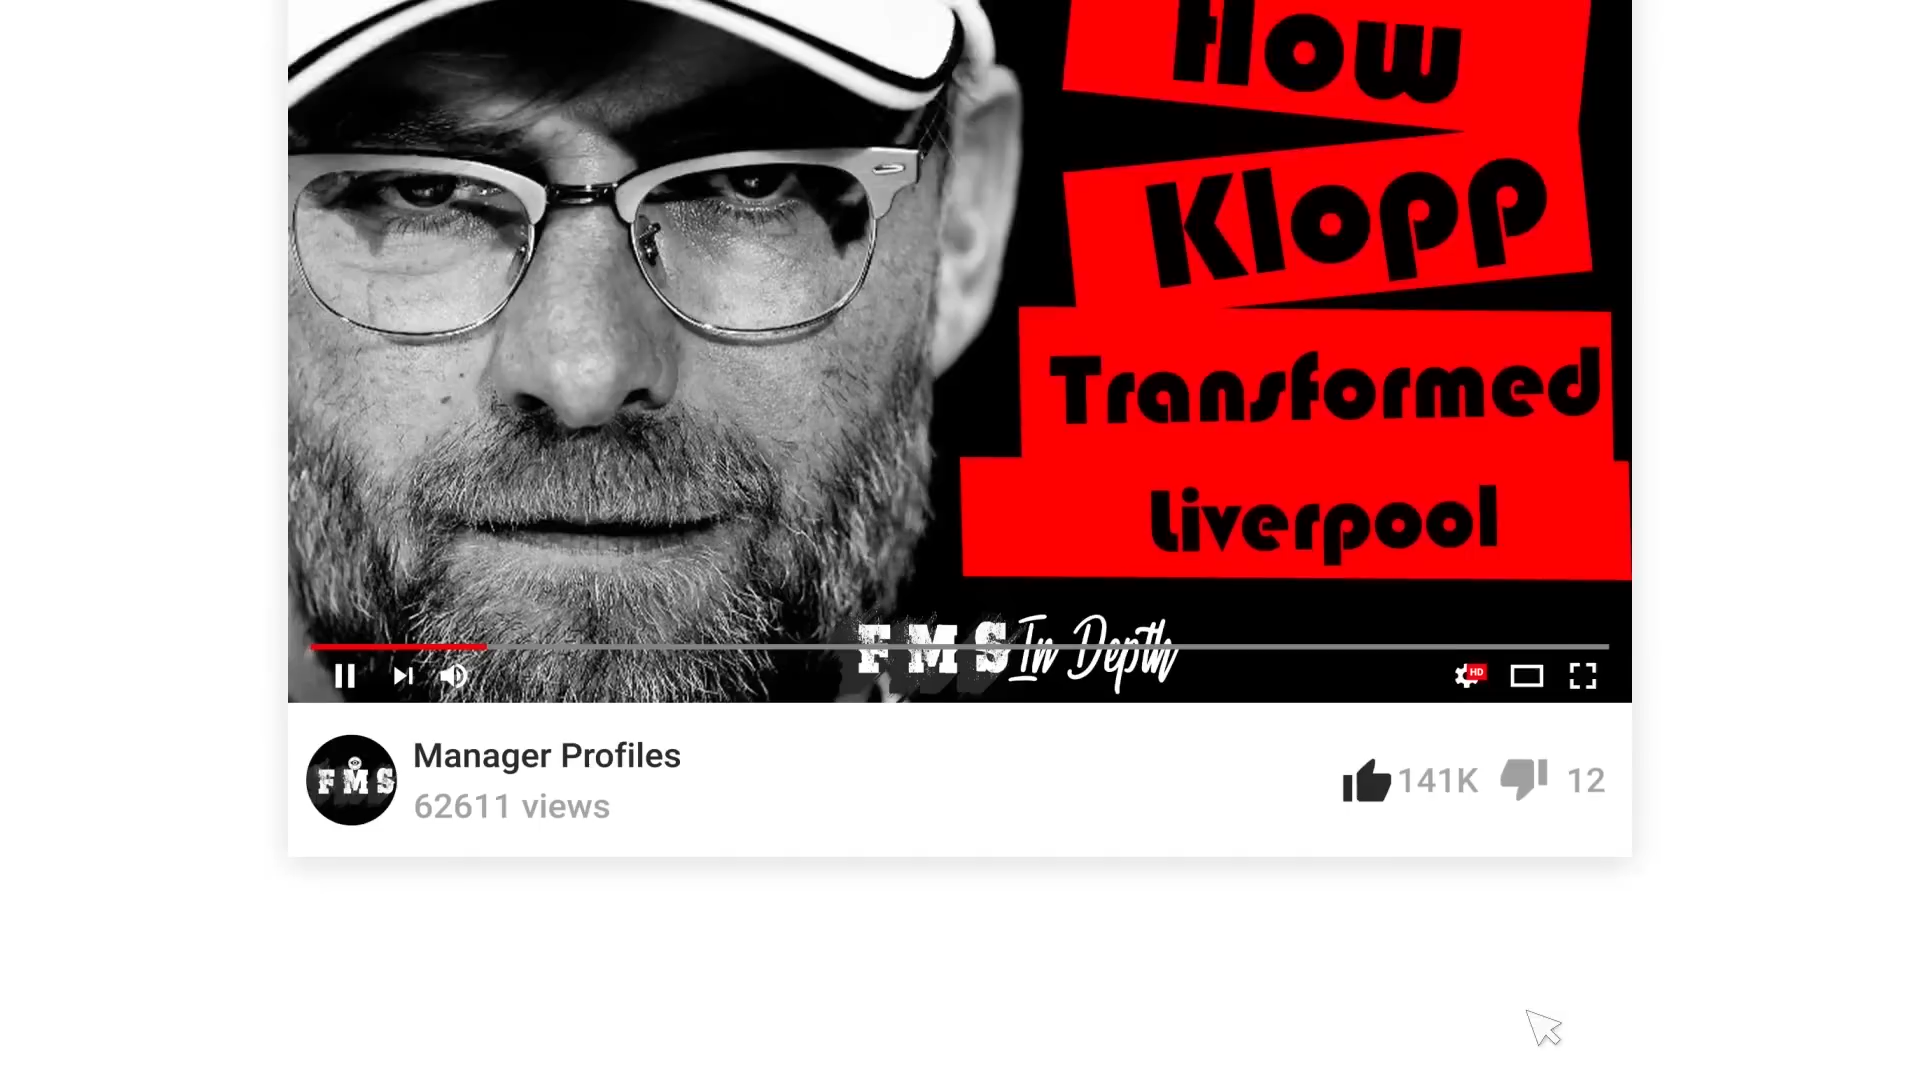 How
Klopp
Transformed
Liverpool
FMS In Depth
HD
FMS
Manager Profiles
62611 views
141K
12